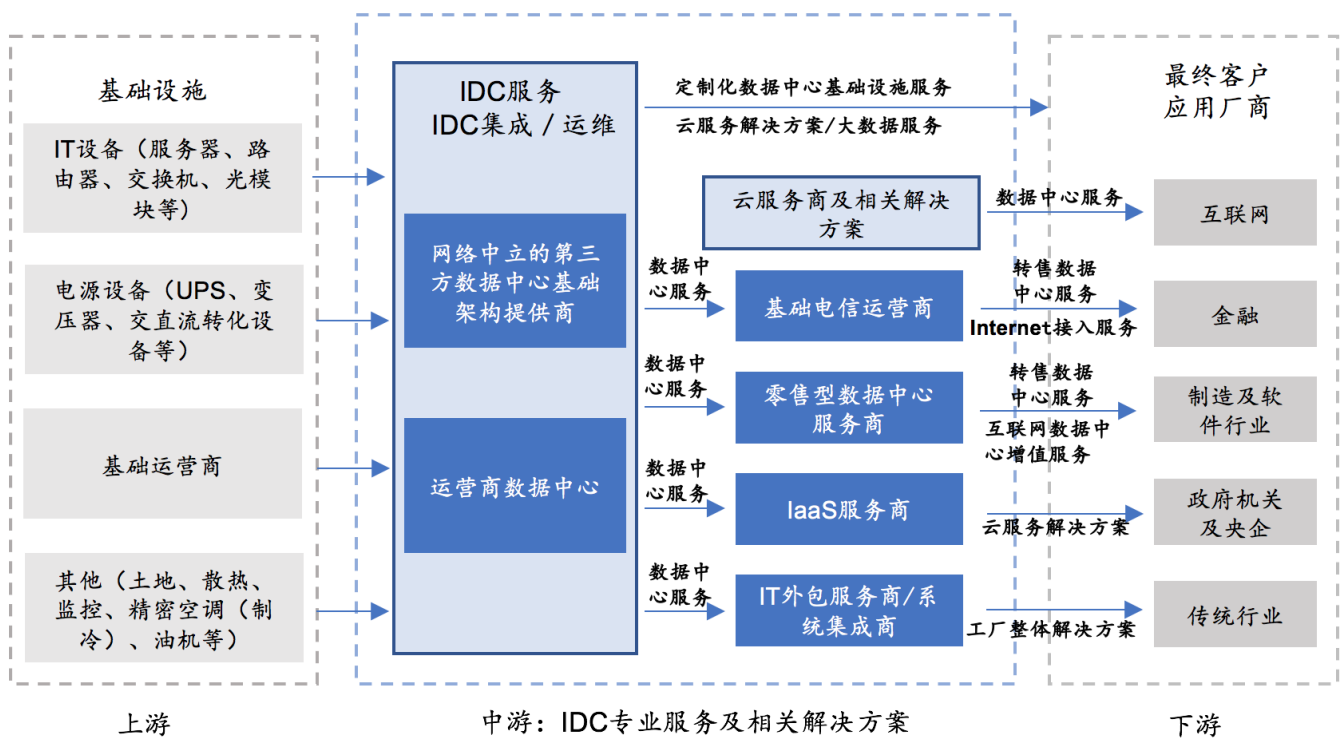 基础设施
IT设备（服务器、路
由器、交换机、光模
块等）
电源设备（UPS、变
压器、交直流转化设
备等）
基础运营商
其他（土地、散热、
监控、精密空调（制
冷）、油机等）
上游
IDC服务
IDC集成 / 运维
网络中立的第三
方数据中心基础
架构提供商
运营商数据中心
定制化数据中心基础设施服务
云服务解决方案/大数据服务
云服务商及相关解决
方案
数据中心服务
数据中
心服务
基础电信运营商
转售数据
中心服务
Internet接入服务
数据中
心服务
零售型数据中心
服务商
转售数据
中心服务
互联网数据中
心增值服务
数据中
心服务
IaaS服务商
云服务解决方案
数据中
心服务
IT外包服务商/系
统集成商
工厂整体解决方案
中游：IDC专业服务及相关解决方案
最终客户
应用厂商
互联网
金融
制造及软
件行业
政府机关
及央企
传统行业
下游